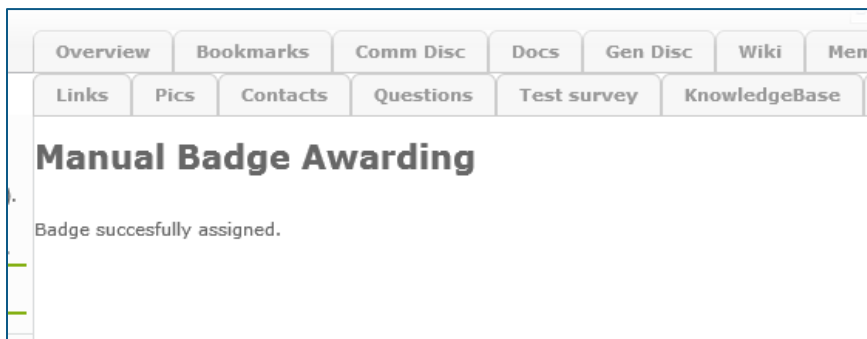 Overview Bookmarks Comm Disc Docs Gen Disc Wiki
Links Pics Contacts Questions Test survey KnowledgeBase
Manual Badge Awarding
).
Badge succesfully assigned.